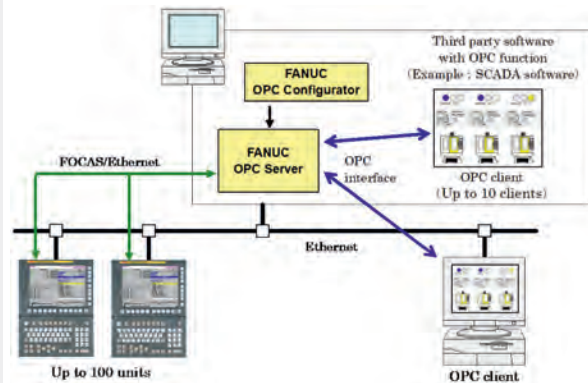 Third party software
with OPC function
(Example : SCADA software)
FANUC
OPC Configurator
FANUC
OPC Server
FOCAS/Ethernet
OPC
interface
OPC client
(Up to 10 clients)
Ethernet
Up to 100 units
OPC client